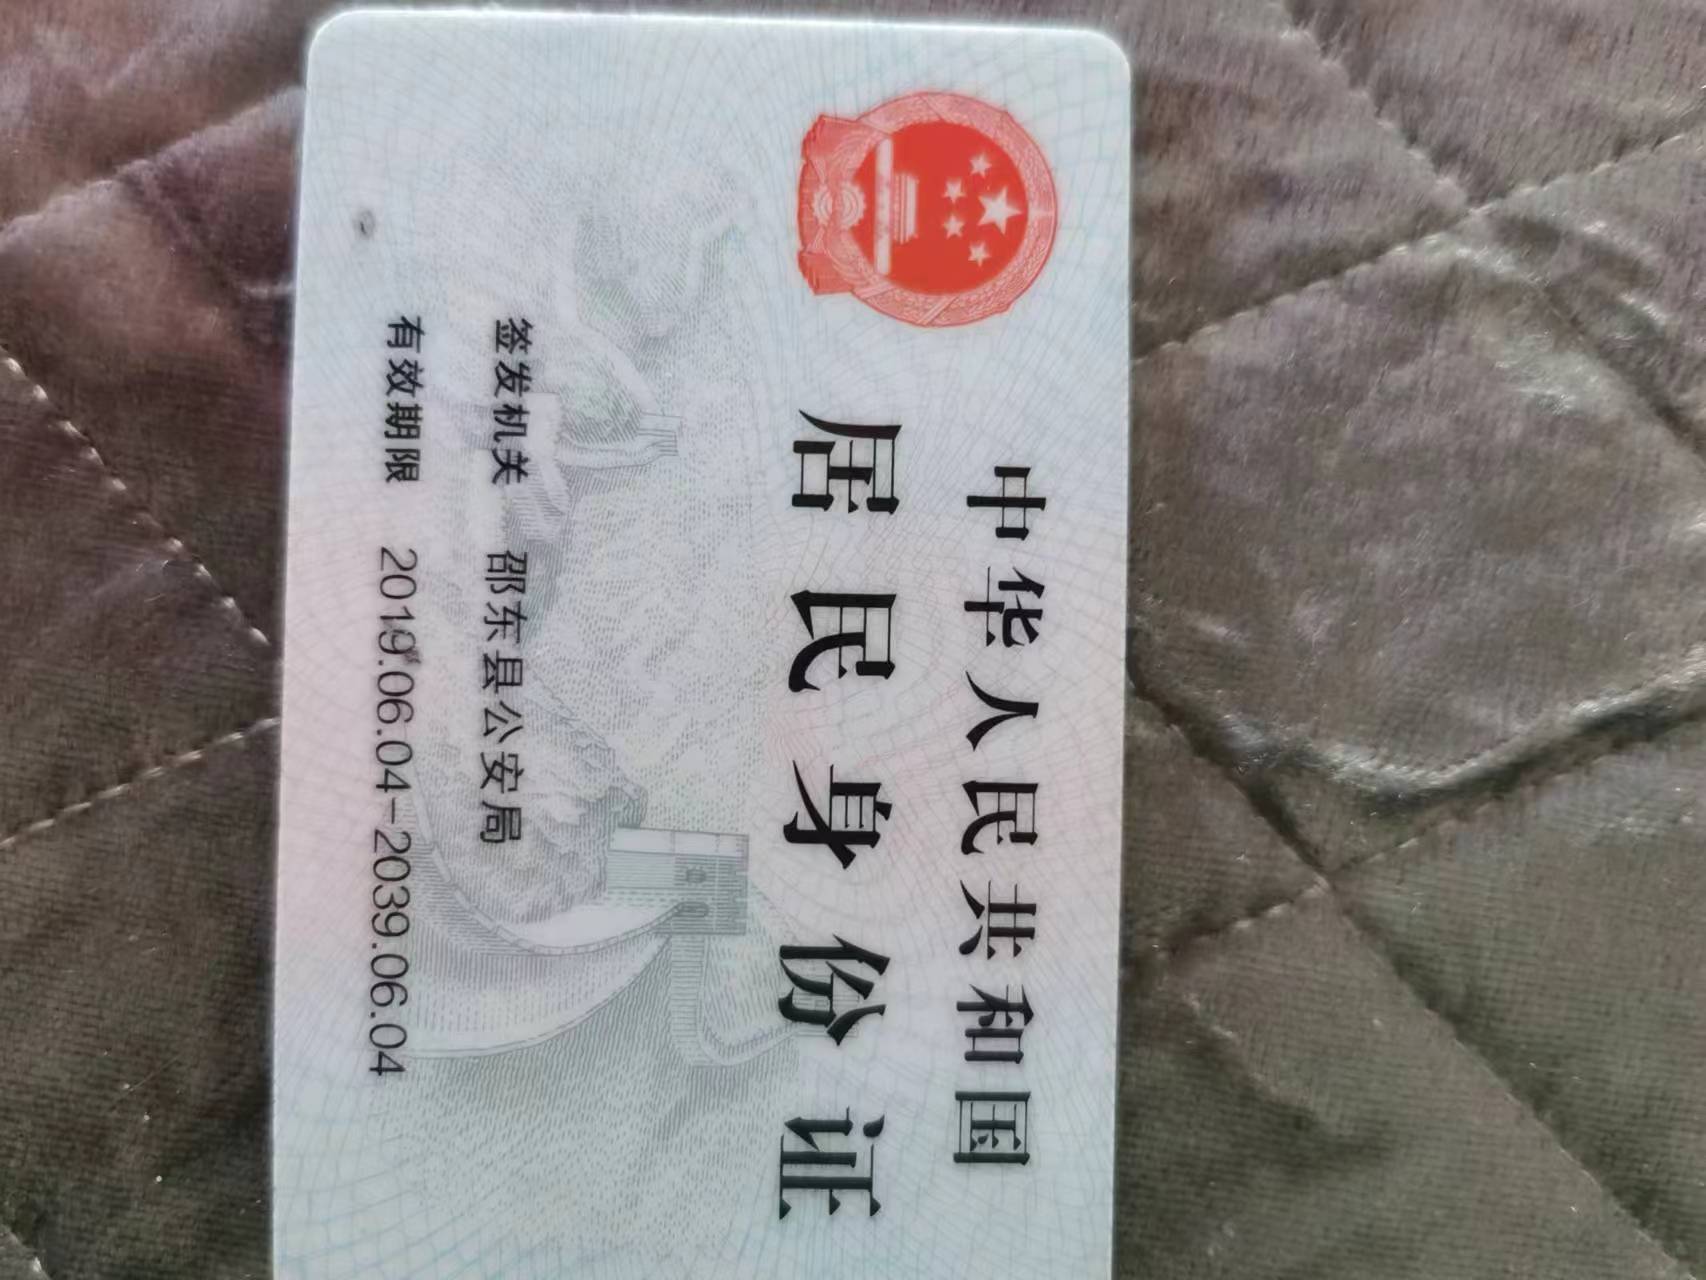 中华人民共和国
居民身份证
签发机关 邵东县公安局
有效期限 2019.06.04-2039.06.04